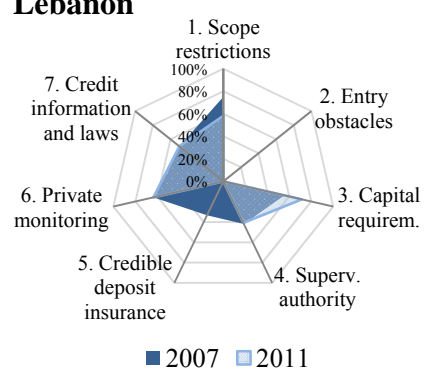 Lebanon
1. Scope
restrictions
100%
80%
60%
40%
20%
0%
2. Entry
obstacles
3. Capital
requirem.
4. Superv.
authority
5. Credible
deposit
insurance
6. Private
monitoring
7. Credit
information
and laws
2007 2011